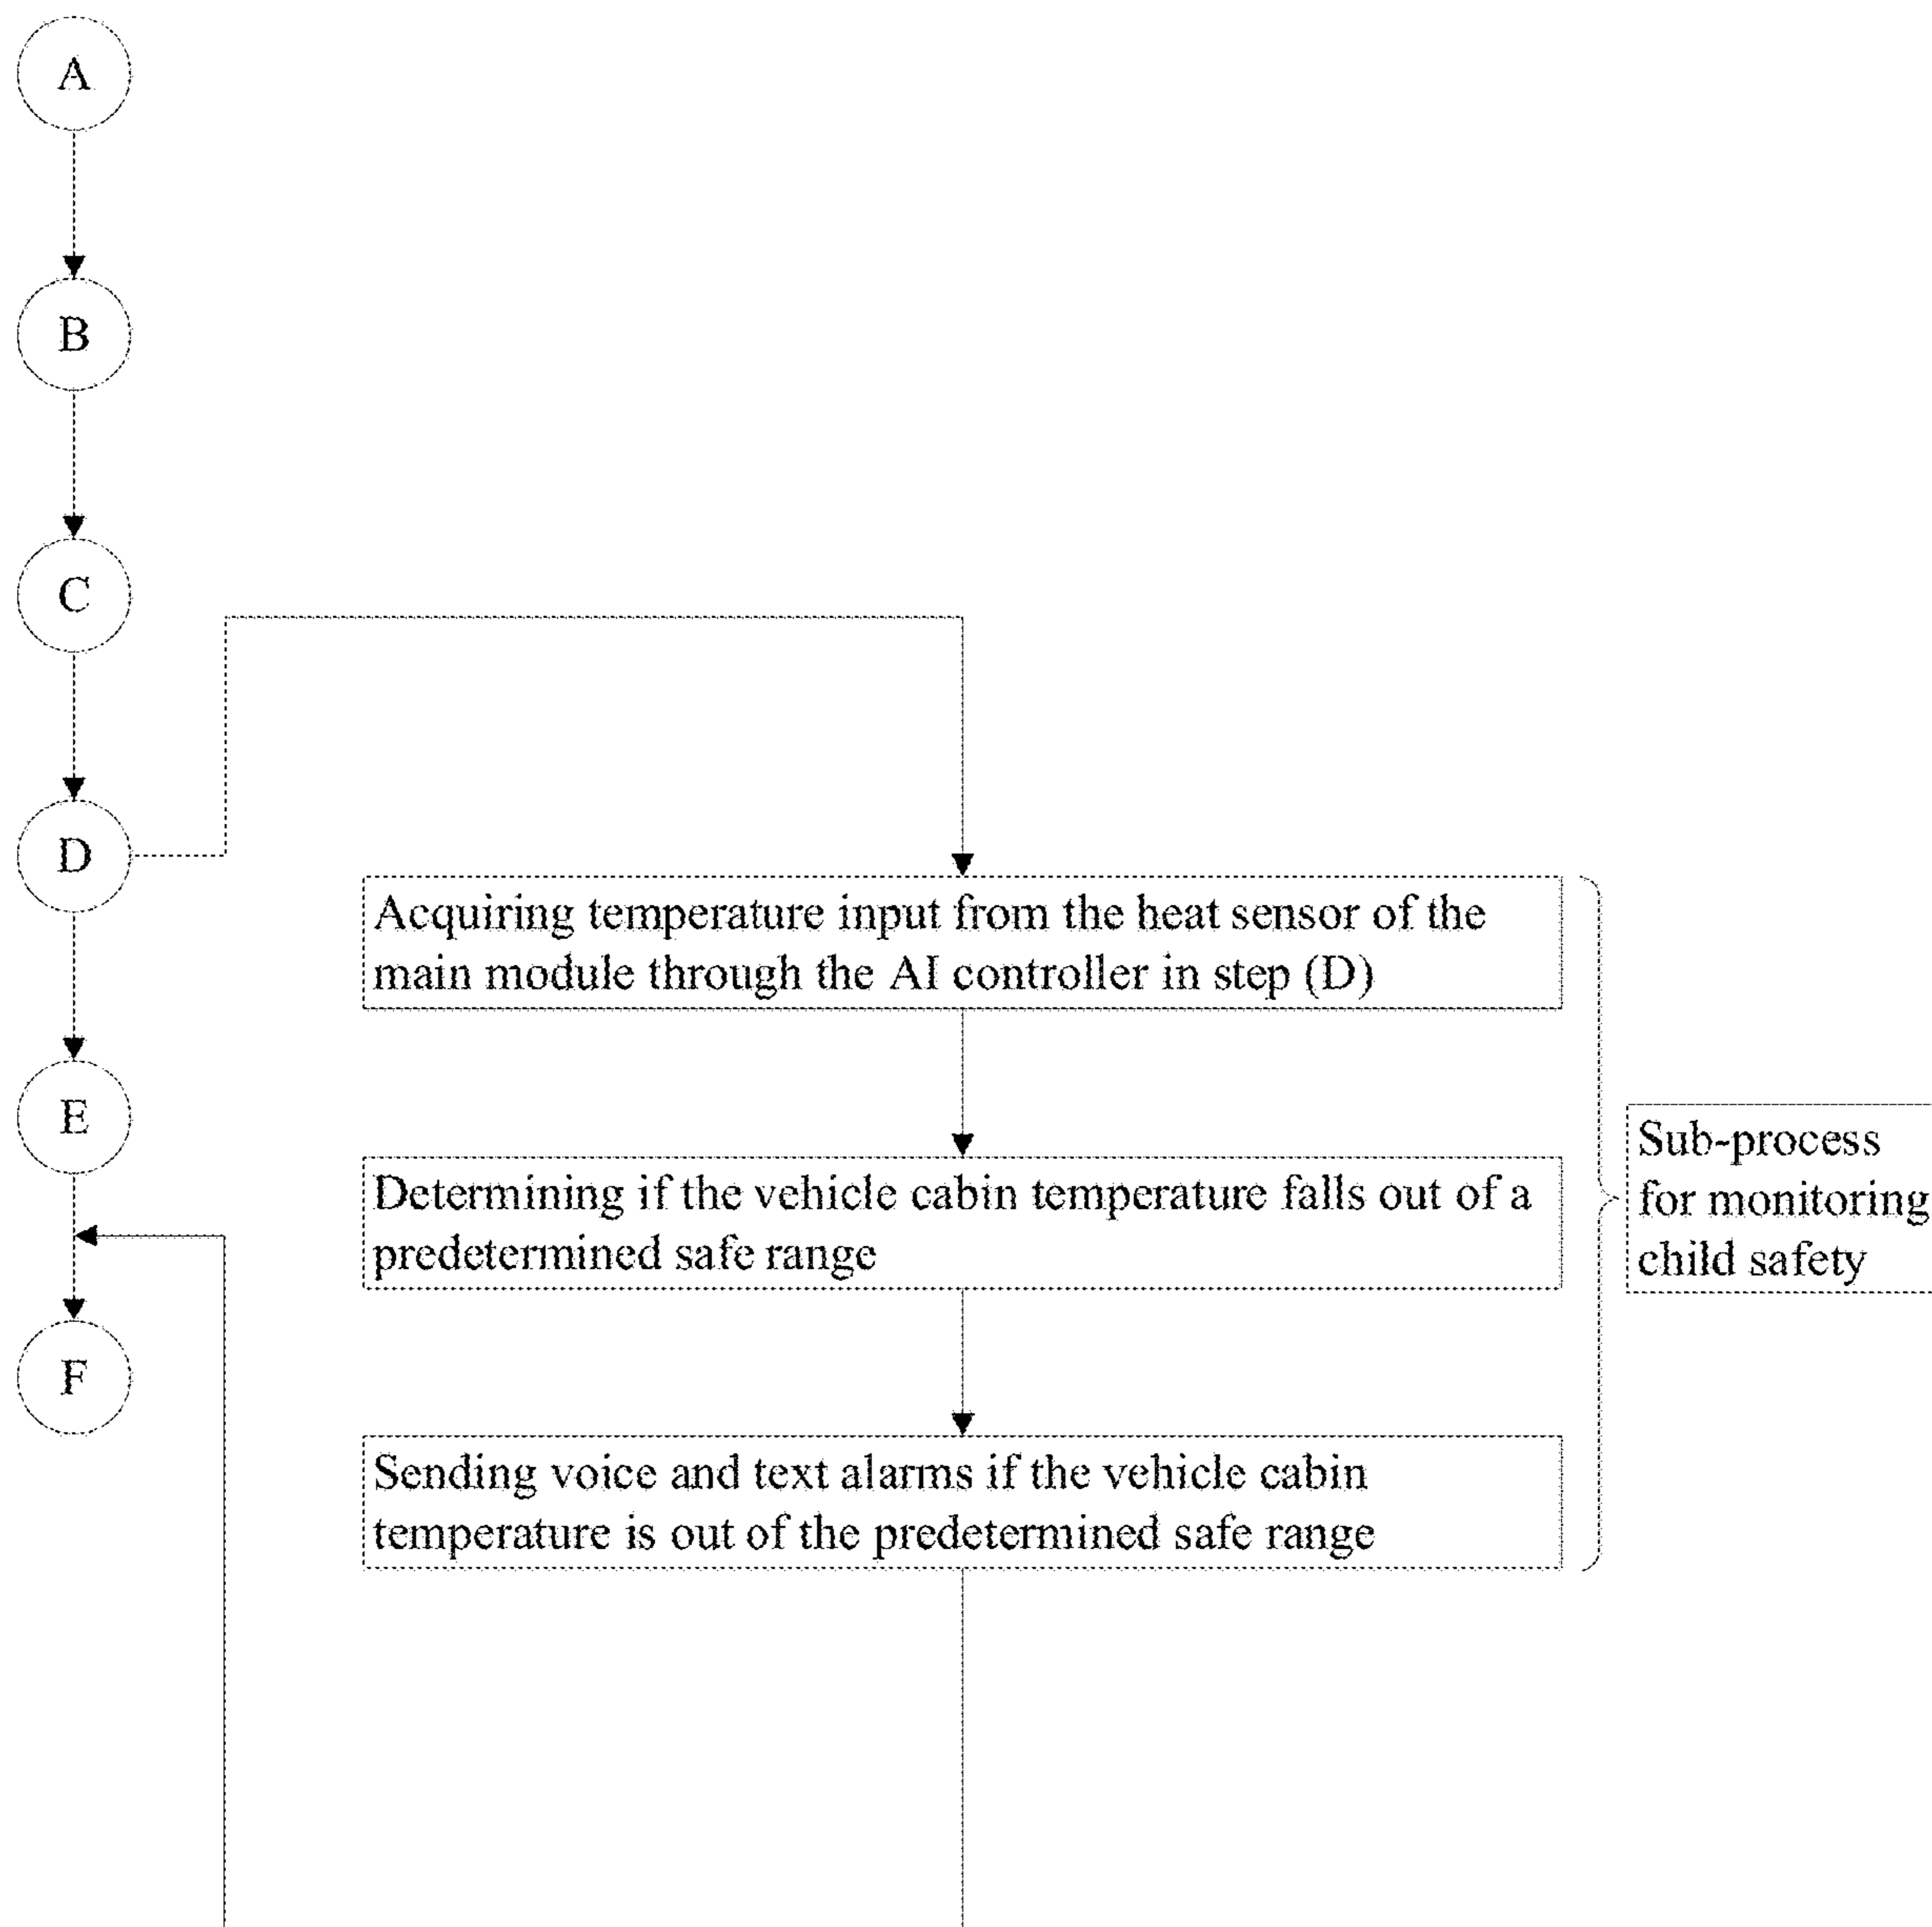 A
B
C
D
E
F
Acquiring temperature input from the heat sensor of the
main module through the AI controller in step (D)
Determining if the vehicle cabin temperature falls out of a
predetermined safe range
Sending voice and text alarms if the vehicle cabin
temperature is out of the predetermined safe range
Sub-process
for monitoring
child safety